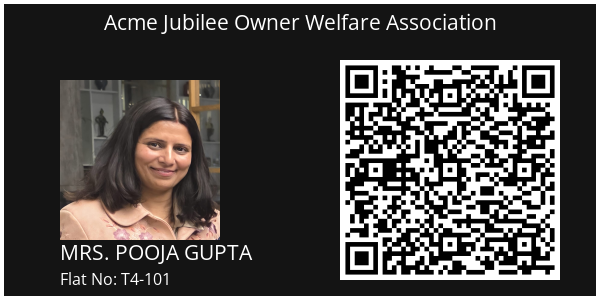 Acme Jubilee Owner Welfare Association
MRS. POOJA GUPTA
Flat No: T4-101